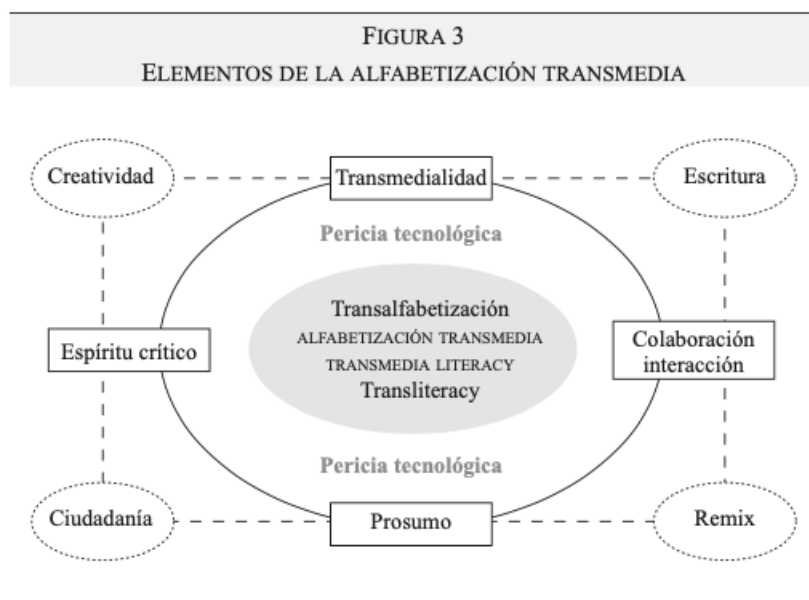 FIGURA 3
ELEMENTOS DE LA ALFABETIZACIÓN TRANSMEDIA
Creatividad
Transmedialidad
Escritura
Pericia tecnológica
Transalfabetización
ALFABETIZACIÓN TRANSMEDIA
TRANSMEDIA LITERACY
Transliteracy
Espíritu crítico
Colaboración
interacción
Pericia tecnológica
Ciudadanía
Prosumo
Remix